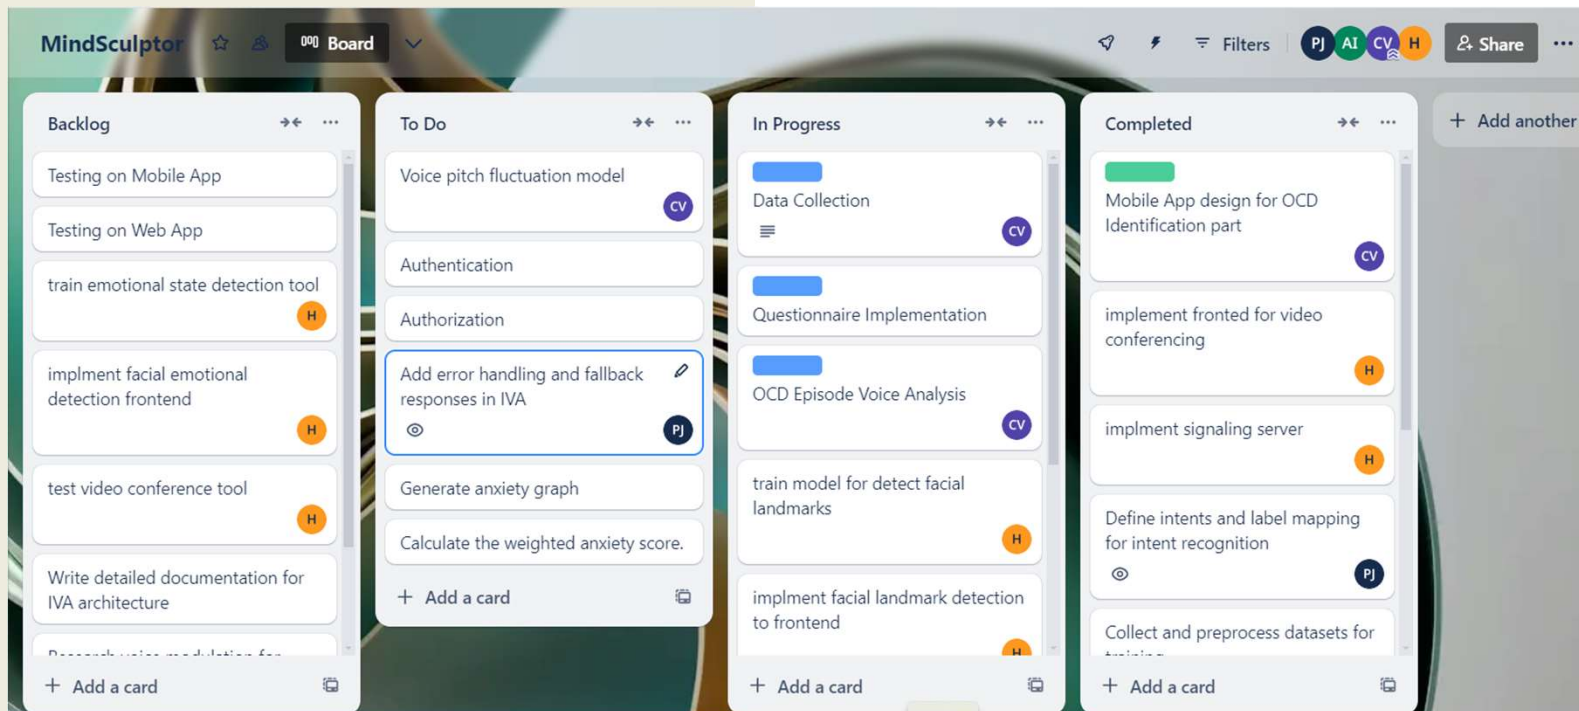 MindSculptor
Board
Filters
PJ
AI
CV
H
Share
Backlog
Testing on Mobile App
Testing on Web App
train emotional state detection tool
H
implment facial emotional
detection frontend
H
test video conference tool
H
Write detailed documentation for
IVA architecture
Research voice modulation for
+ Add a card
To Do
Voice pitch fluctuation model
CV
Authentication
Authorization
Add error handling and fallback
responses in IVA
PJ
Generate anxiety graph
Calculate the weighted anxiety score.
+ Add a card
In Progress
Data Collection
CV
Questionnaire Implementation
OCD Episode Voice Analysis
CV
train model for detect facial
landmarks
H
implment facial landmark detection
to frontend
H
+ Add a card
Completed
Mobile App design for OCD
Identification part
CV
implement fronted for video
conferencing
H
implment signaling server
H
Define intents and label mapping
for intent recognition
PJ
Collect and preprocess datasets for
training
+ Add a card
+ Add another